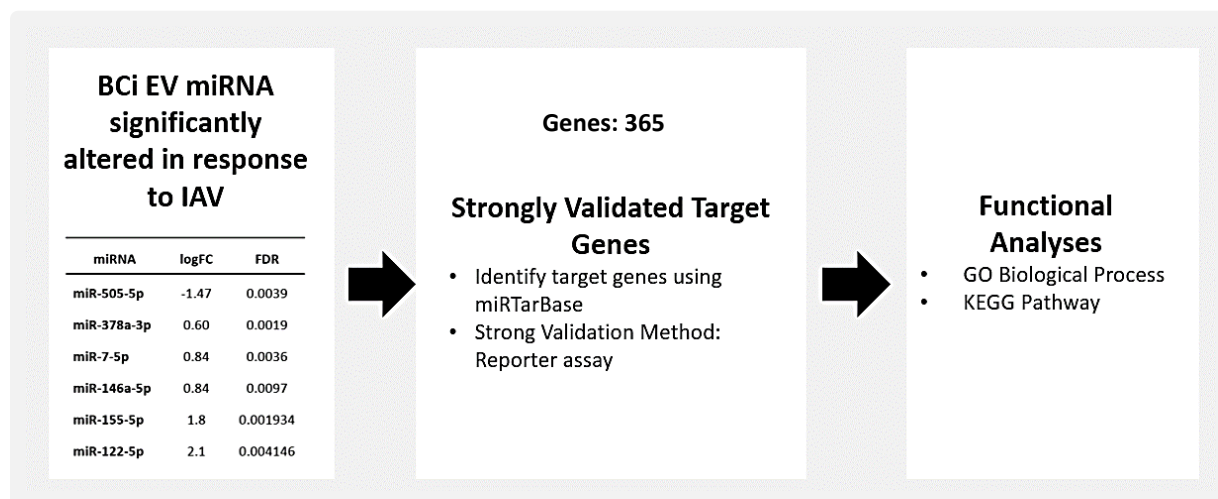 BCi EV miRNA
significantly
altered in response
to IAV
miRNA logFC FDR
miR-505-5p -1.47 0.0039
miR-378a-3p 0.60 0.0019
miR-7-5p 0.84 0.0036
miR-146a-5p 0.84 0.0097
miR-155-5p 1.8 0.001934
miR-122-5p 2.1 0.004146
Genes: 365
Strongly Validated Target
Genes
• Identify target genes using
miRTarBase
• Strong Validation Method:
Reporter assay
Functional
Analyses
• GO Biological Process
• KEGG Pathway